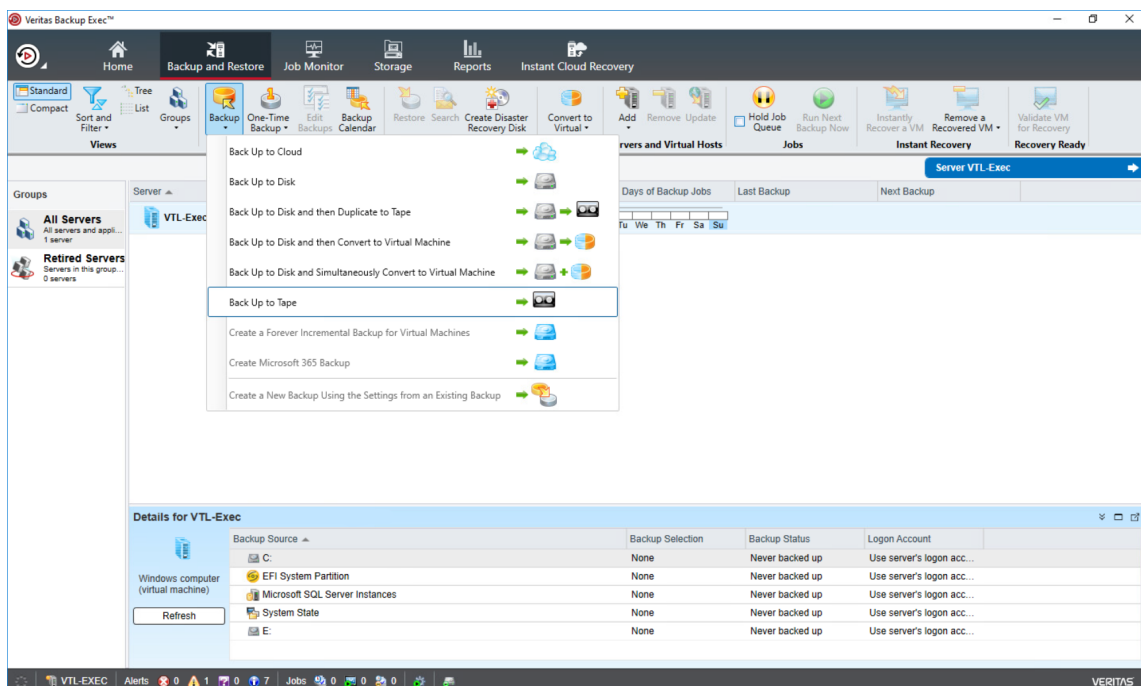 Veritas Backup Exec™
Home
Backup and Restore
Job Monitor
Storage
Reports
Instant Cloud Recovery
Standard
Compact
Sort and
Filter
Tree
List
Groups
Views
Backup
One-Time
Backup
Edit
Backups
Backup
Calendar
Restore
Search
Create Disaster
Recovery Disk
Convert to
Virtual
Add
Remove
Update
rvers and Virtual Hosts
Hold Job
Queue
Run Next
Backup Now
Jobs
Instantly
Recover a VM
Remove a
Recovered VM
Instant Recovery
Validate VM
for Recovery
Recovery Ready
Server VTL-Exec
Groups
All Servers
All servers and appli...
1 server
Retired Servers
Servers in this group...
0 servers
Server
VTL-Exec
Days of Backup Jobs
Last Backup
Next Backup
Tu We Th Fr Sa Su
Back Up to Cloud
Back Up to Disk
Back Up to Disk and then Duplicate to Tape
Back Up to Disk and then Convert to Virtual Machine
Back Up to Disk and Simultaneously Convert to Virtual Machine
Back Up to Tape
Create a Forever Incremental Backup for Virtual Machines
Create Microsoft 365 Backup
Create a New Backup Using the Settings from an Existing Backup
Details for VTL-Exec
Windows computer
(virtual machine)
Refresh
Backup Source Backup Selection Backup Status Logon Account
C: None Never backed up Use server's logon acc...
EFI System Partition None Never backed up Use server's logon acc...
Microsoft SQL Server Instances None Never backed up Use server's logon acc...
System State None Never backed up Use server's logon acc...
E: None Never backed up Use server's logon acc...
VTL-EXEC Alerts 0 1 0 7 Jobs 0 0 0
VERITAS